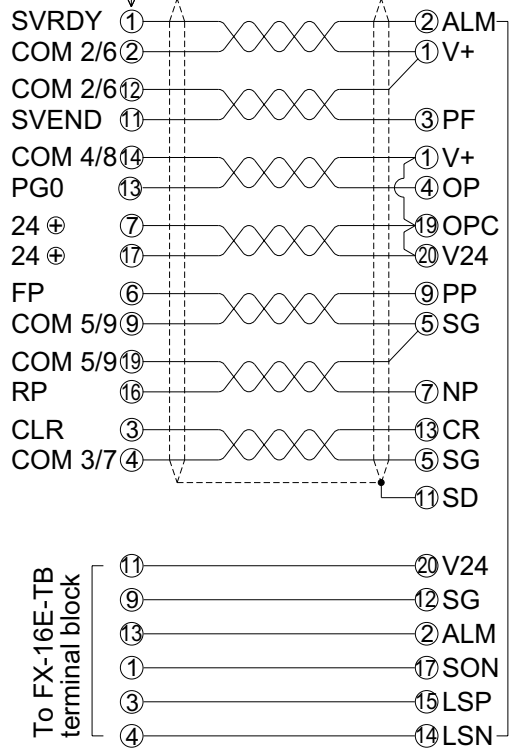 SVRDY ① ② ALM
COM 2/6 ② ① V+
COM 2/6 ⑫
SVEND ⑪ ③ PF
COM 4/8 ⑭ ① V+
PG0 ⑬ ④ OP
24 ⊕ ⑦ ⑲ OPC
24 ⊕ ⑰ ⑳ V24
FP ⑥ ⑨ PP
COM 5/9 ⑨ ⑤ SG
COM 5/9 ⑲
RP ⑯ ⑦ NP
CLR ③ ⑬ CR
COM 3/7 ④ ⑤ SG
⑪ SD
To FX-16E-TB
terminal block
⑪ ⑳ V24
⑨ ⑫ SG
⑬ ② ALM
① ⑰ SON
③ ⑮ LSP
④ ⑭ LSN